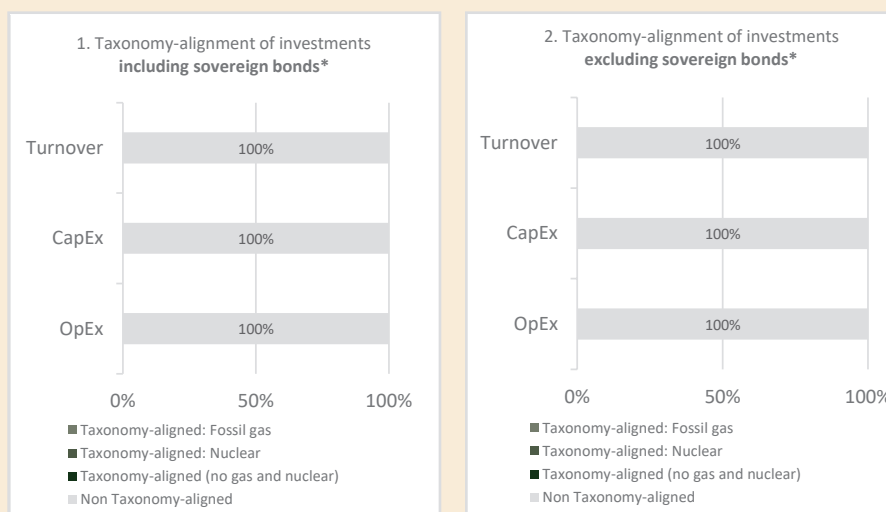 1. Taxonomy-alignment of investments
including sovereign bonds*
Turnover
100%
CapEx
100%
OpEx
100%
0%
50%
100%
Taxonomy-aligned: Fossil gas
Taxonomy-aligned: Nuclear
Taxonomy-aligned (no gas and nuclear)
Non Taxonomy-aligned
2. Taxonomy-alignment of investments
excluding sovereign bonds*
Turnover
100%
CapEx
100%
OpEx
100%
0%
50%
100%
Taxonomy-aligned: Fossil gas
Taxonomy-aligned: Nuclear
Taxonomy-aligned (no gas and nuclear)
Non Taxonomy-aligned